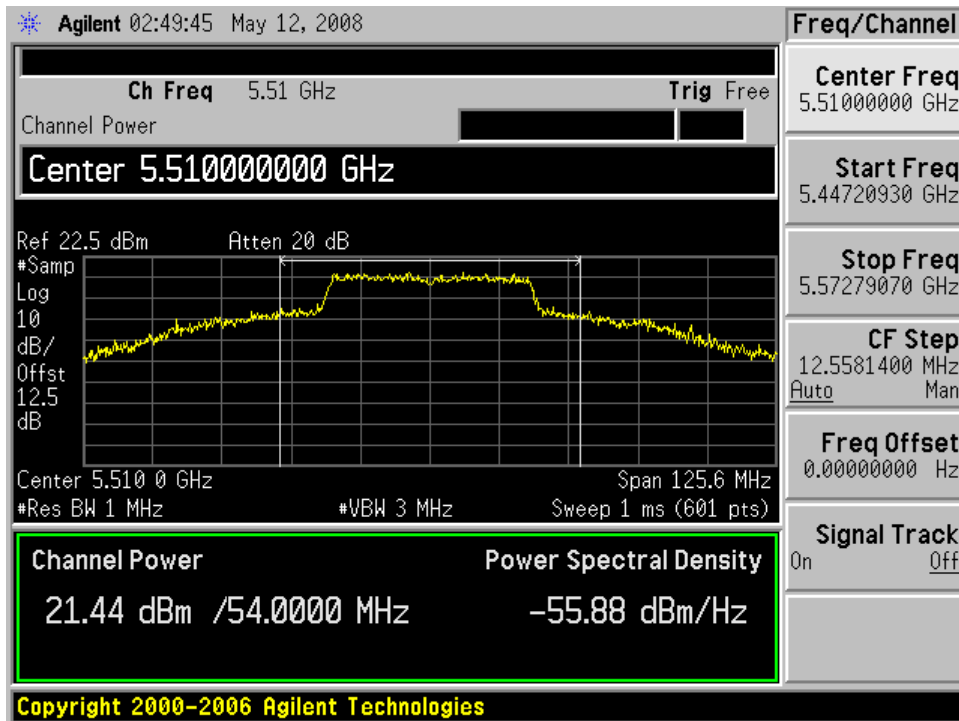 Agilent 02:49:45 May 12, 2008
Ch Freq 5.51 GHz Trig Free
Channel Power
Center 5.510000000 GHz
Ref 22.5 dBm Atten 20 dB
#Samp
Log
10
dB/
Offst
12.5
dB
Center 5.510 0 GHz Span 125.6 MHz
#Res BW 1 MHz #VBW 3 MHz Sweep 1 ms (601 pts)
Channel Power Power Spectral Density
21.44 dBm /54.0000 MHz -55.88 dBm/Hz
Copyright 2000-2006 Agilent Technologies
Freq/Channel
Center Freq
5.51000000 GHz
Start Freq
5.44720930 GHz
Stop Freq
5.57279070 GHz
CF Step
12.5581400 MHz
Auto Man
Freq Offset
0.00000000 Hz
Signal Track
On Off